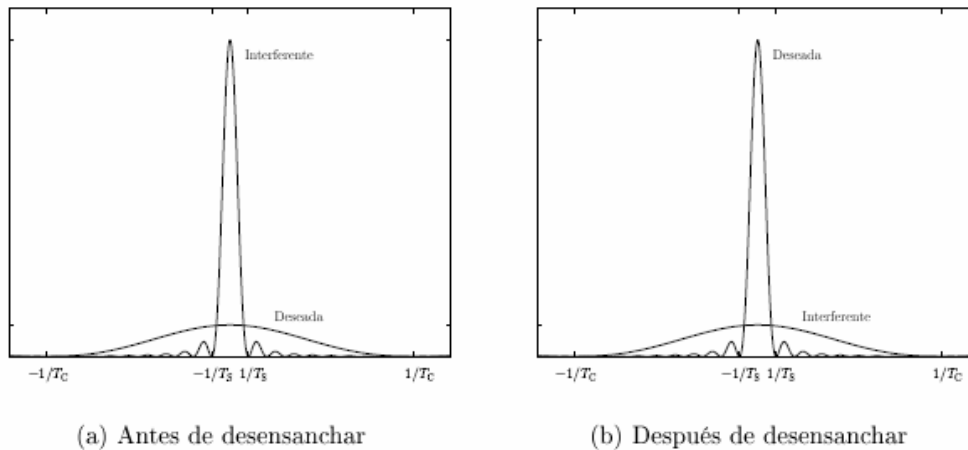 Interferente
Deseada
−1/T_C
−1/T_S
1/T_S
1/T_C
(a) Antes de desensanchar
Deseada
Interferente
−1/T_C
−1/T_S
1/T_S
1/T_C
(b) Después de desensanchar